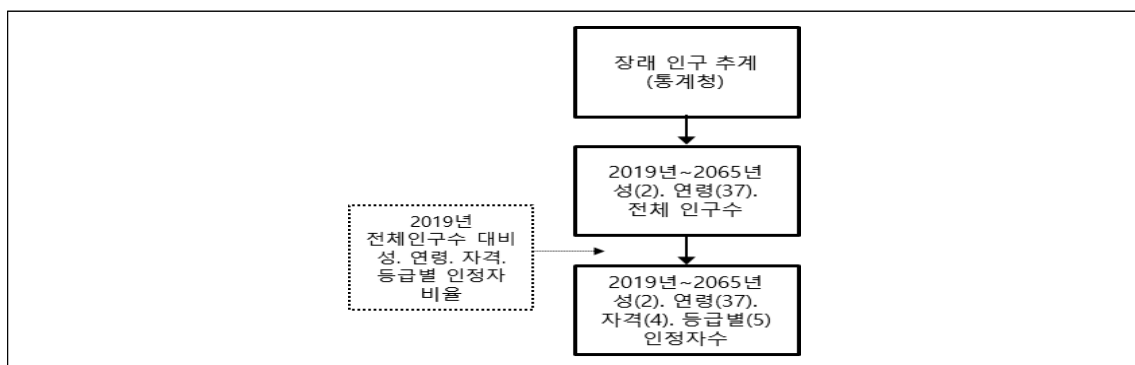 장래 인구 추계
(통계청)
2019년~2065년
성(2). 연령(37).
전체 인구수
2019년
전체인구수 대비
성. 연령. 자격.
등급별 인정자
비율
2019년~2065년
성(2). 연령(37).
자격(4). 등급별(5)
인정자수